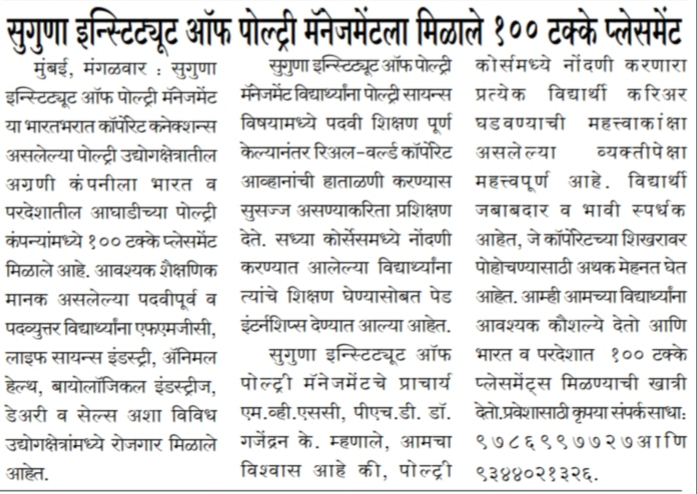 सुगुणा इन्स्टिट्यूट ऑफ पोल्ट्री मॅनेजमेंटला मिळाले १०० टक्के प्लेसमेंट
मुंबई, मंगळवार : सुगुणा
इन्स्टिट्यूट ऑफ पोल्ट्री मॅनेजमेंट
या भारतभरात कॉर्पोरेट कनेक्शन्स
असलेल्या पोल्ट्री उद्योगक्षेत्रातील
अग्रणी कंपनीला भारत व
परदेशातील आघाडीच्या पोल्ट्री
कंपन्यांमध्ये १०० टक्के प्लेसमेंट
मिळाले आहे. आवश्यक शैक्षणिक
मानक असलेल्या पदवीपूर्व व
पदव्युत्तर विद्यार्थ्यांना एफएमजीसी,
लाइफ सायन्स इंडस्ट्री, ॲनिमल
हेल्थ, बायोलॉजिकल इंडस्ट्रीज,
डेअरी व सेल्स अशा विविध
उद्योगक्षेत्रांमध्ये रोजगार मिळाले
आहेत.
सुगुणा इन्स्टिट्यूट ऑफ पोल्ट्री
मॅनेजमेंट विद्यार्थ्यांना पोल्ट्री सायन्स
विषयामध्ये पदवी शिक्षण पूर्ण
केल्यानंतर रिअल-वर्ल्ड कॉर्पोरेट
आव्हानांची हाताळणी करण्यास
सुसज्ज असण्याकरिता प्रशिक्षण
देते. सध्या कोर्सेसमध्ये नोंदणी
करण्यात आलेल्या विद्यार्थ्यांना
त्यांचे शिक्षण घेण्यासोबत पेड
इंटर्नशिप्स देण्यात आल्या आहेत.
सुगुणा इन्स्टिट्यूट ऑफ
पोल्ट्री मॅनेजमेंटचे प्राचार्य
एम.व्ही.एससी, पीएच.डी. डॉ.
गजेंद्रन के. म्हणाले, आमचा
विश्वास आहे की, पोल्ट्री
कोर्समध्ये नोंदणी करणारा
प्रत्येक विद्यार्थी करिअर
घडवण्याची महत्त्वाकांक्षा
असलेल्या व्यक्तीपेक्षा
महत्त्वपूर्ण आहे. विद्यार्थी
जबाबदार व भावी स्पर्धक
आहेत, जे कॉर्पोरेटच्या शिखरावर
पोहोचण्यासाठी अथक मेहनत घेत
आहेत. आम्ही आमच्या विद्यार्थ्यांना
आवश्यक कौशल्ये देतो आणि
भारत व परदेशात १०० टक्के
प्लेसमेंट्स मिळण्याची खात्री
देतो.प्रवेशासाठी कृपया संपर्क साधा:
९७८६९९७७२७आणि
९३४४०२१३२६.